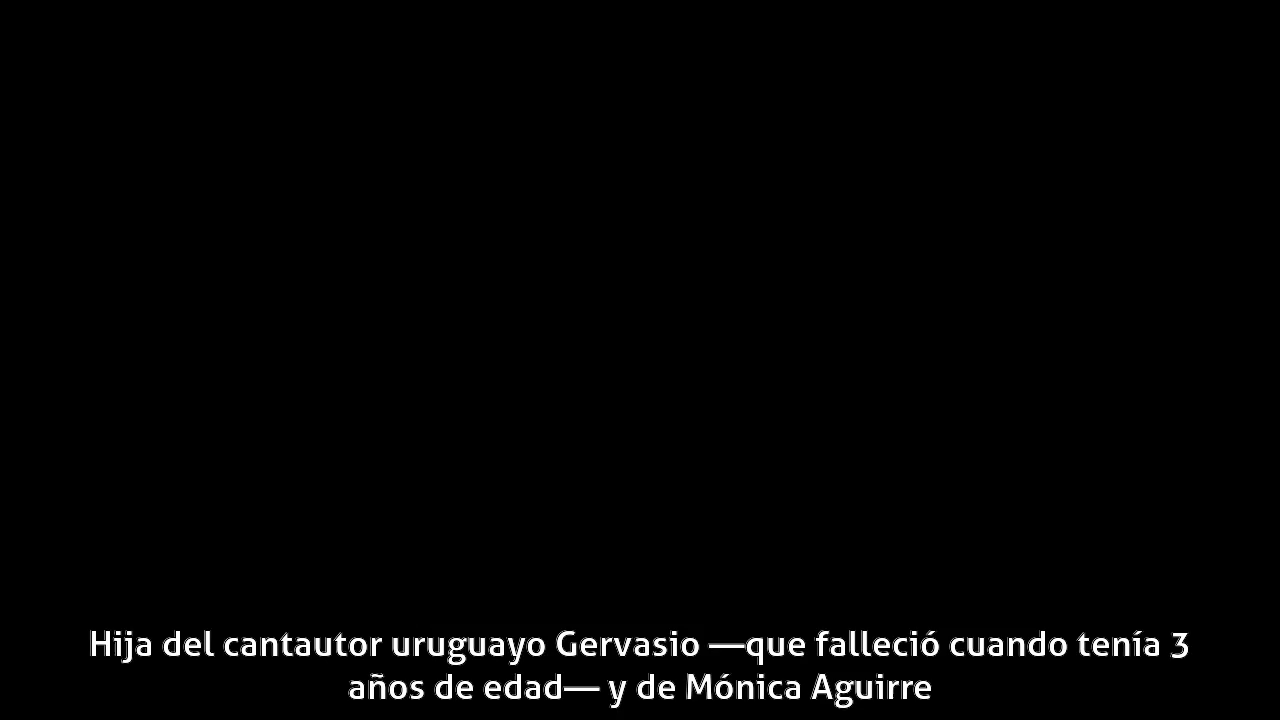 Hija del cantautor uruguayo Gervasio —que falleció cuando tenía 3
años de edad— y de Mónica Aguirre